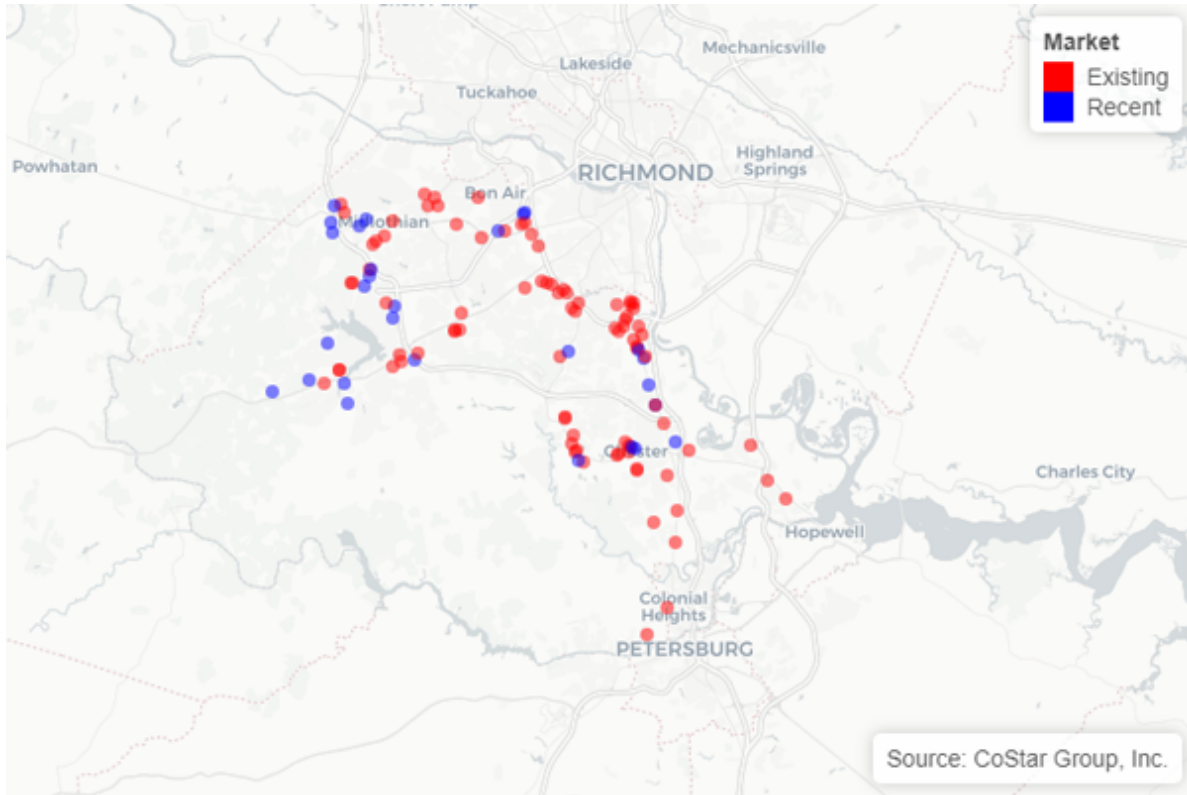 Mechanicsville
Lakeside
Tuckahoe
Powhatan
RICHMOND
Highland
Springs
Bon Air
Midlothian
Chester
Charles City
Hopewell
Colonial
Heights
PETERSBURG
Market
Existing
Recent
Source: CoStar Group, Inc.